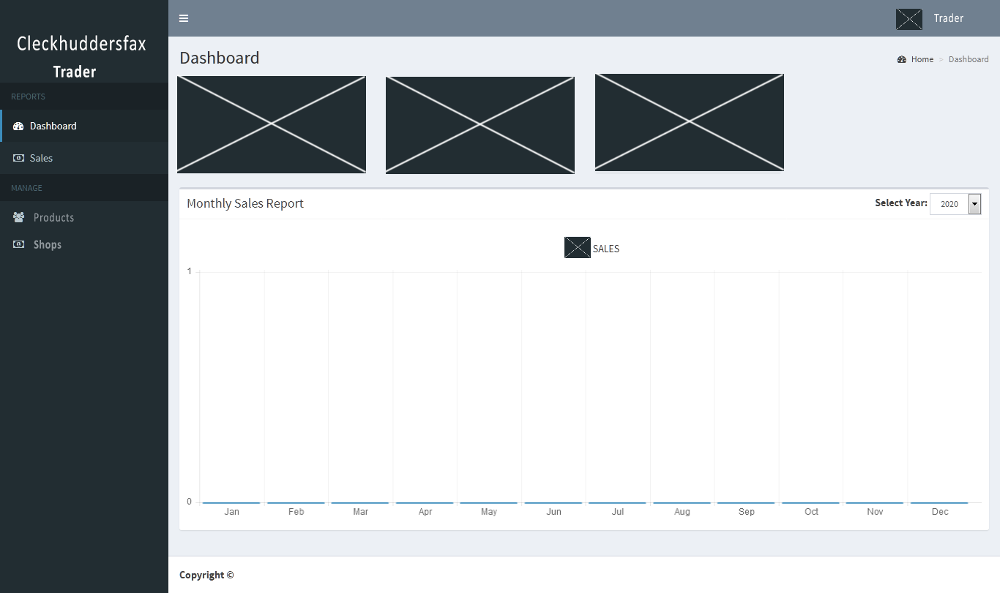 Cleckhuddersfax
Trader
REPORTS
Dashboard
Sales
MANAGE
Products
Shops
Trader
Dashboard
Home > Dashboard
Monthly Sales Report
Select Year: 2020
SALES
1
0
Jan Feb Mar Apr May Jun Jul Aug Sep Oct Nov Dec
Copyright ©